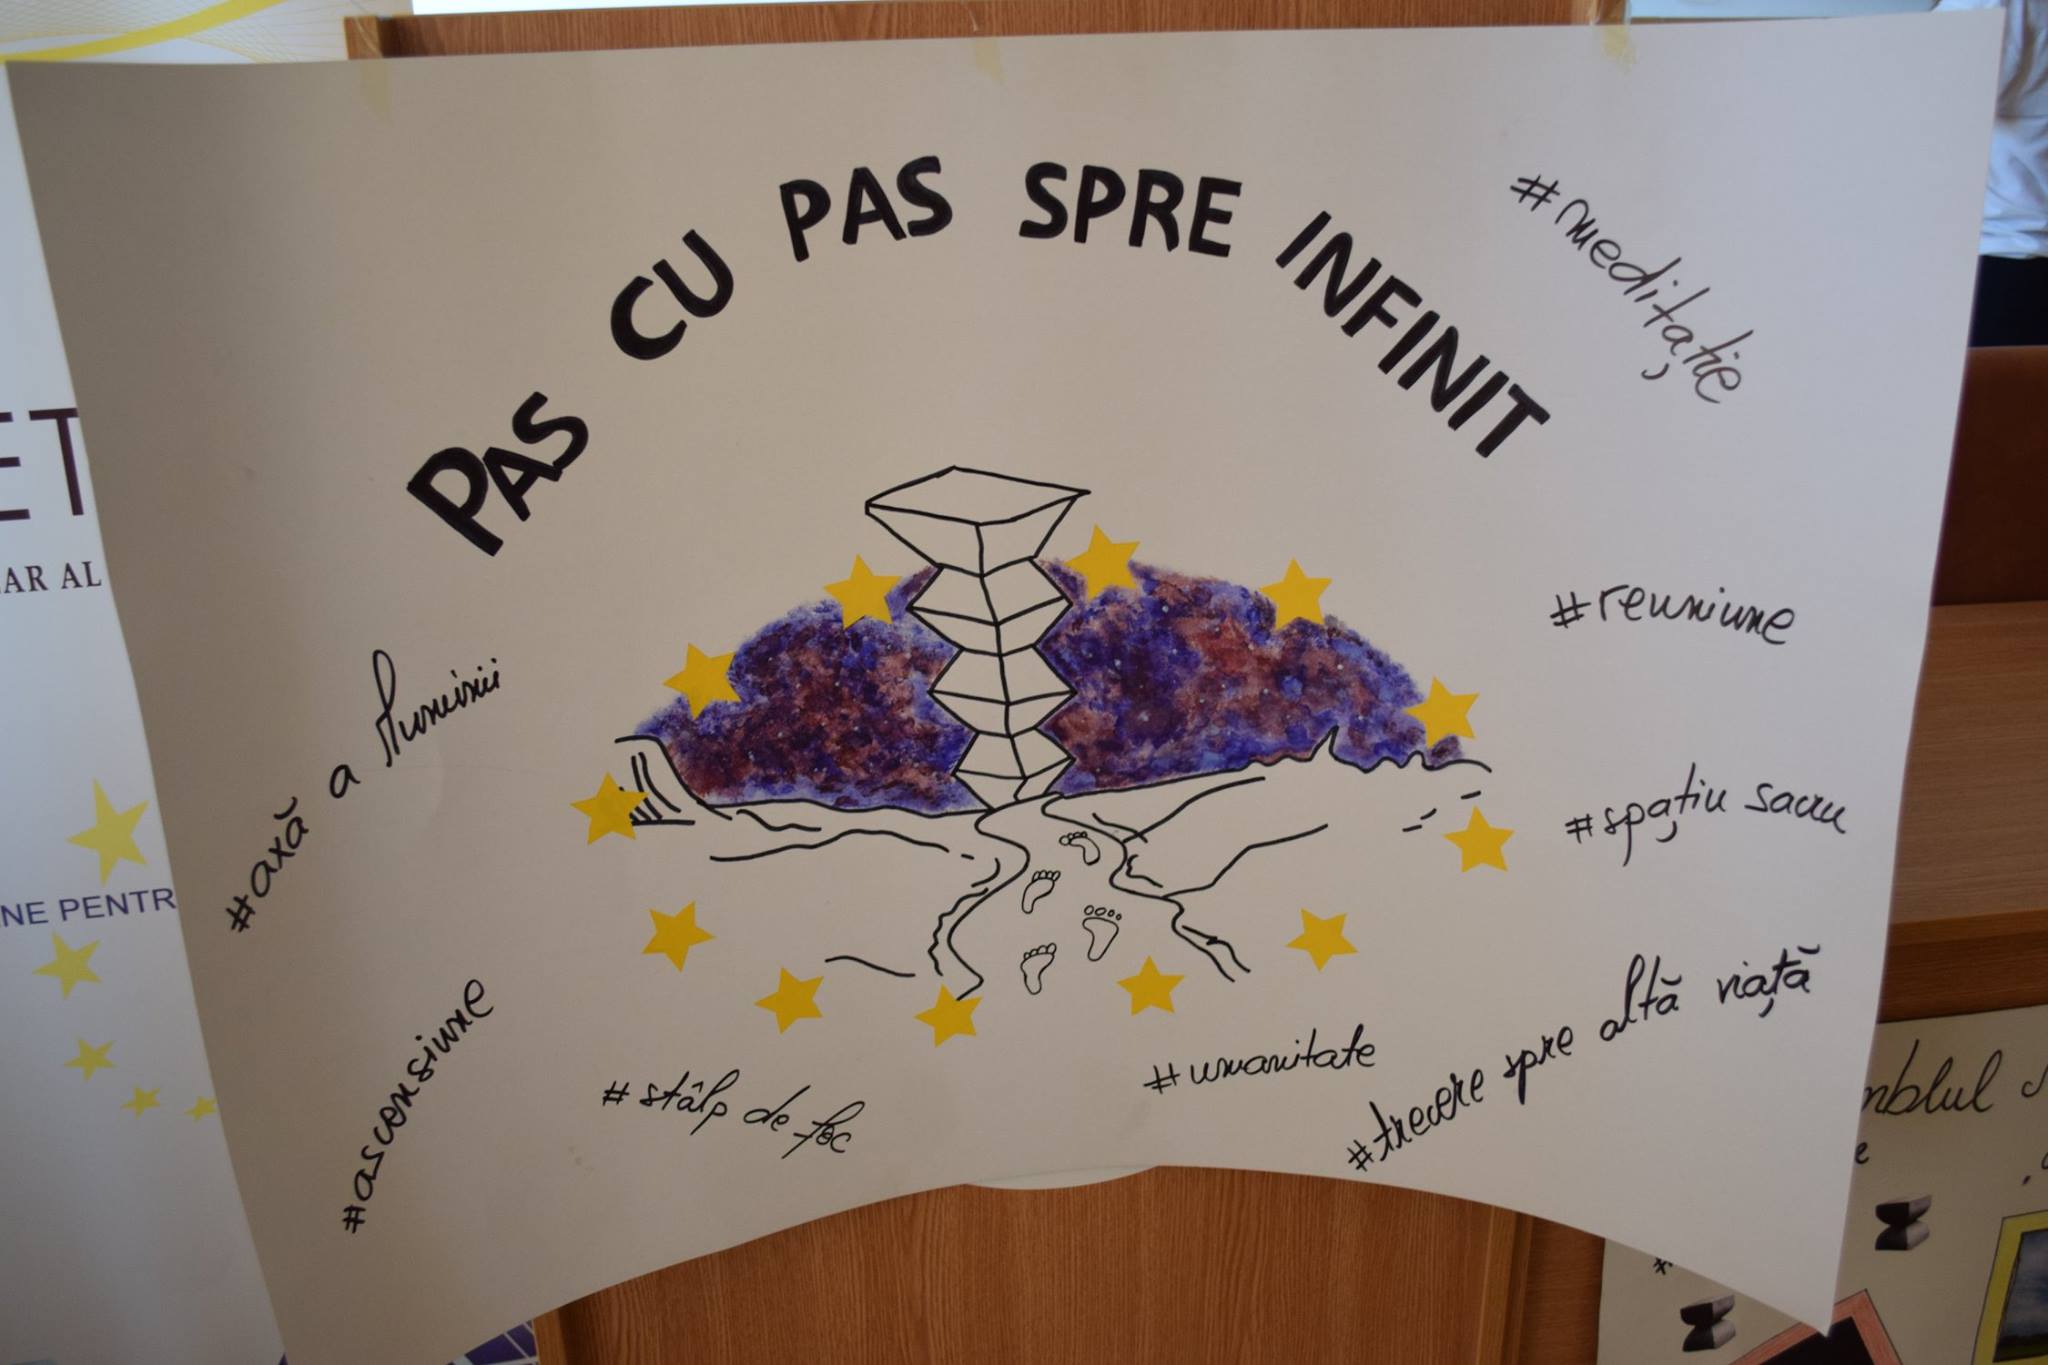 PAS CU PAS SPRE INFINIT
#meditație
#reuniune
#spațiu sacru
#trecere spre altă viață
#umanitate
#stâlp de foc
#ascensiune
#axă a luminii
ET
AR AL
NE PENTR